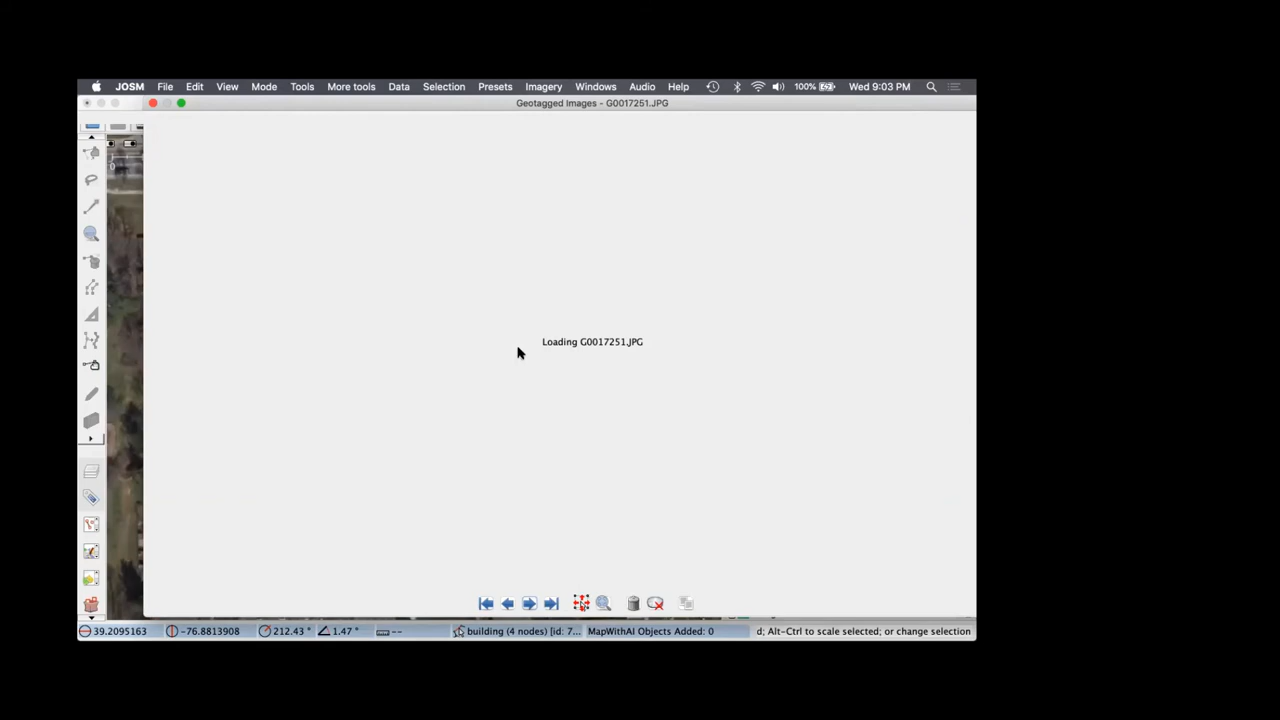 JOSM File Edit View Mode Tools More tools Data Selection Presets Imagery Windows Audio Help 100% Wed 9:03 PM
Geotagged Images - G0017251.JPG
Loading G0017251.JPG
39.2095163 -76.8813908 212.43 ° 1.47 ° -- building (4 nodes) [id: 7... MapWithAI Objects Added: 0 d; Alt-Ctrl to scale selected; or change selection